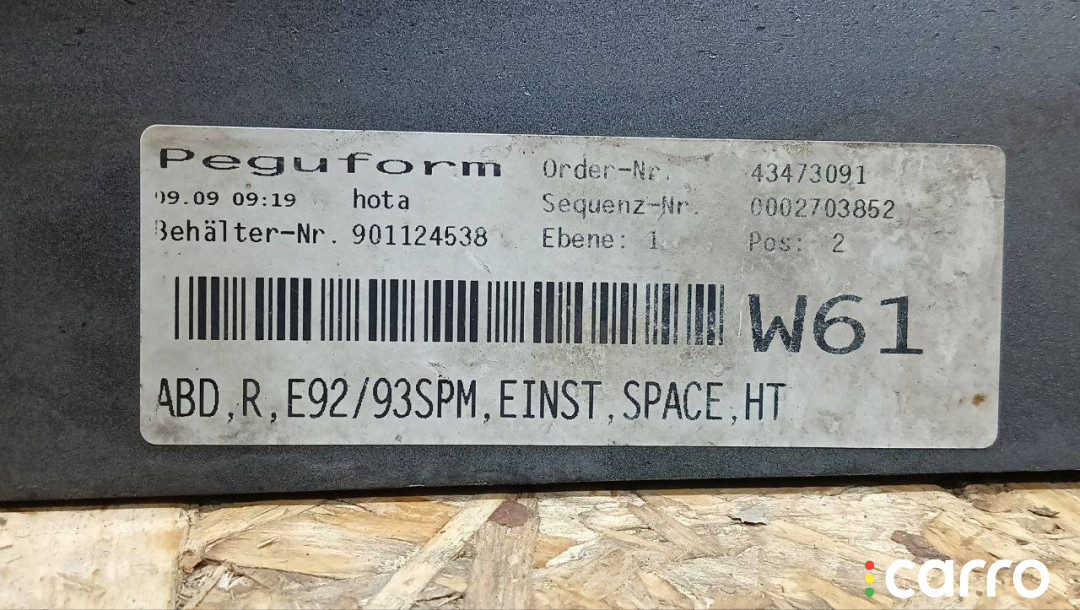 Peguform
Order-Nr. 43473091
09.09 09:19 hota
Sequenz-Nr. 0002703852
Behälter-Nr. 901124538
Ebene: 1 Pos: 2
W61
ABD,R,E92/93SPM,EINST,SPACE,HT
carro